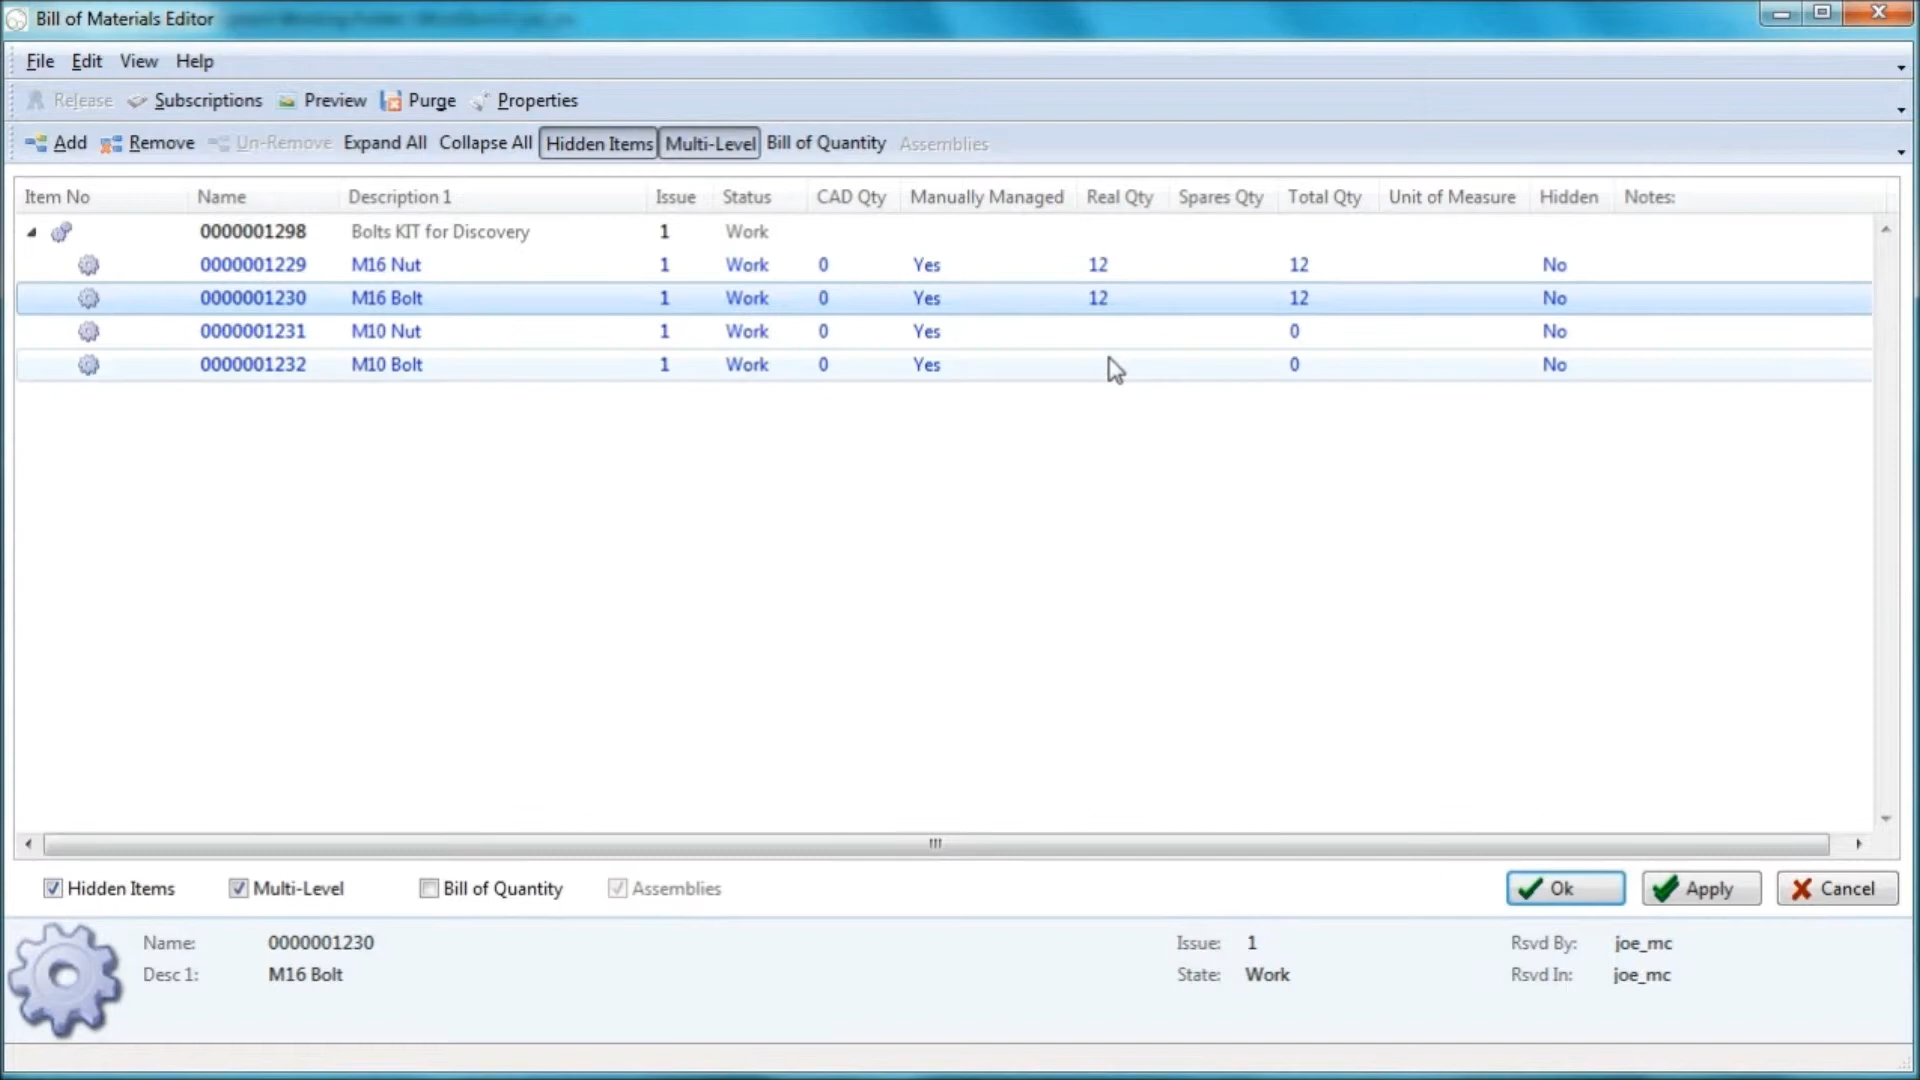 Bill of Materials Editor
File Edit View Help
Release Subscriptions Preview Purge Properties
Add Remove Un-Remove Expand All Collapse All Hidden Items Multi-Level Bill of Quantity Assemblies
Item No Name Description 1 Issue Status CAD Qty Manually Managed Real Qty Spares Qty Total Qty Unit of Measure Hidden Notes:
0000001298 Bolts KIT for Discovery 1 Work
0000001229 M16 Nut 1 Work 0 Yes 12 12 No
0000001230 M16 Bolt 1 Work 0 Yes 12 12 No
0000001231 M10 Nut 1 Work 0 Yes 0 No
0000001232 M10 Bolt 1 Work 0 Yes 0 No
Hidden Items Multi-Level Bill of Quantity Assemblies Ok Apply Cancel
Name: 0000001230 Issue: 1 Rsvd By: joe_mc
Desc 1: M16 Bolt State: Work Rsvd In: joe_mc